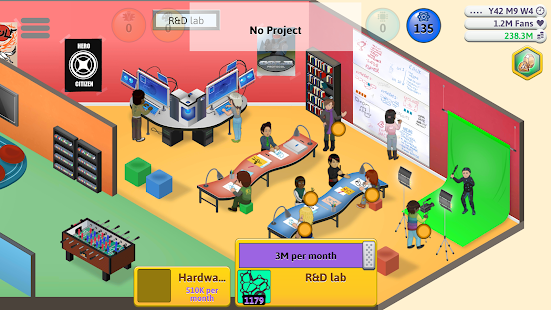 R&D lab
0
No Project
0
135
Y42 M9 W4
1.2M Fans
238.3M
HERO
CITIZEN
3M per month
Hardwa...
510K per
month
R&D lab
1179